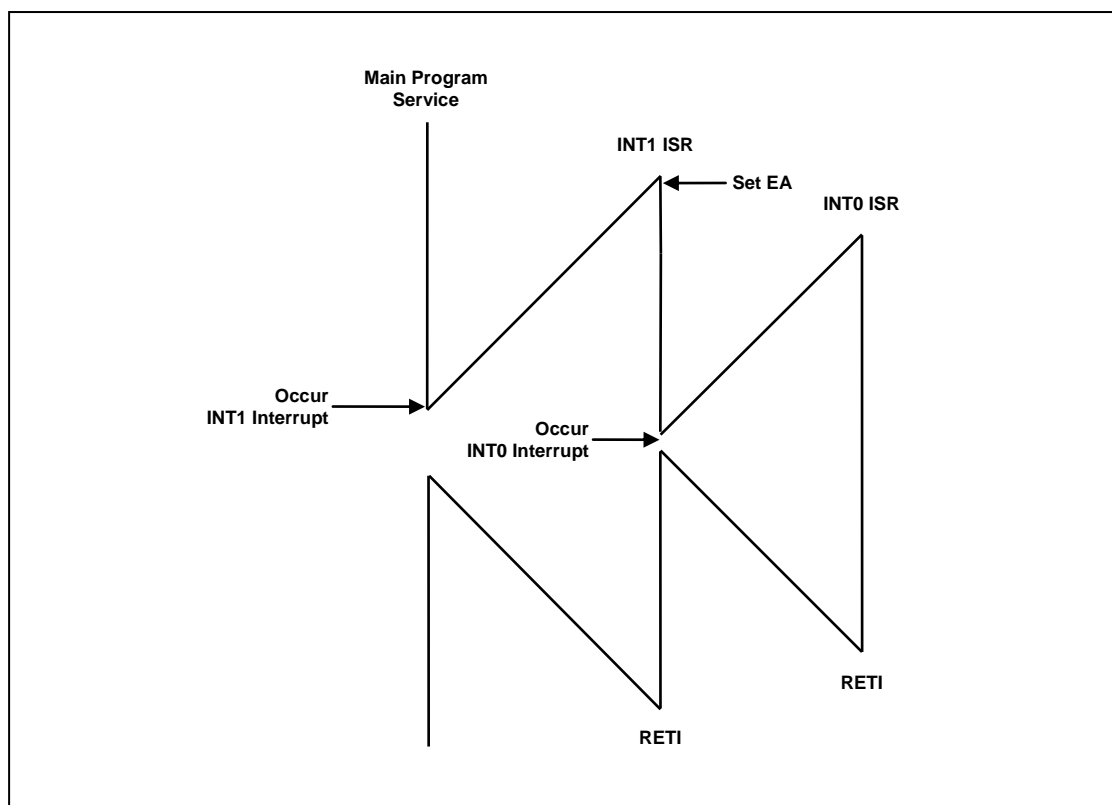 Main Program
Service
INT1 ISR
Set EA
INT0 ISR
Occur
INT1 Interrupt
Occur
INT0 Interrupt
RETI
RETI